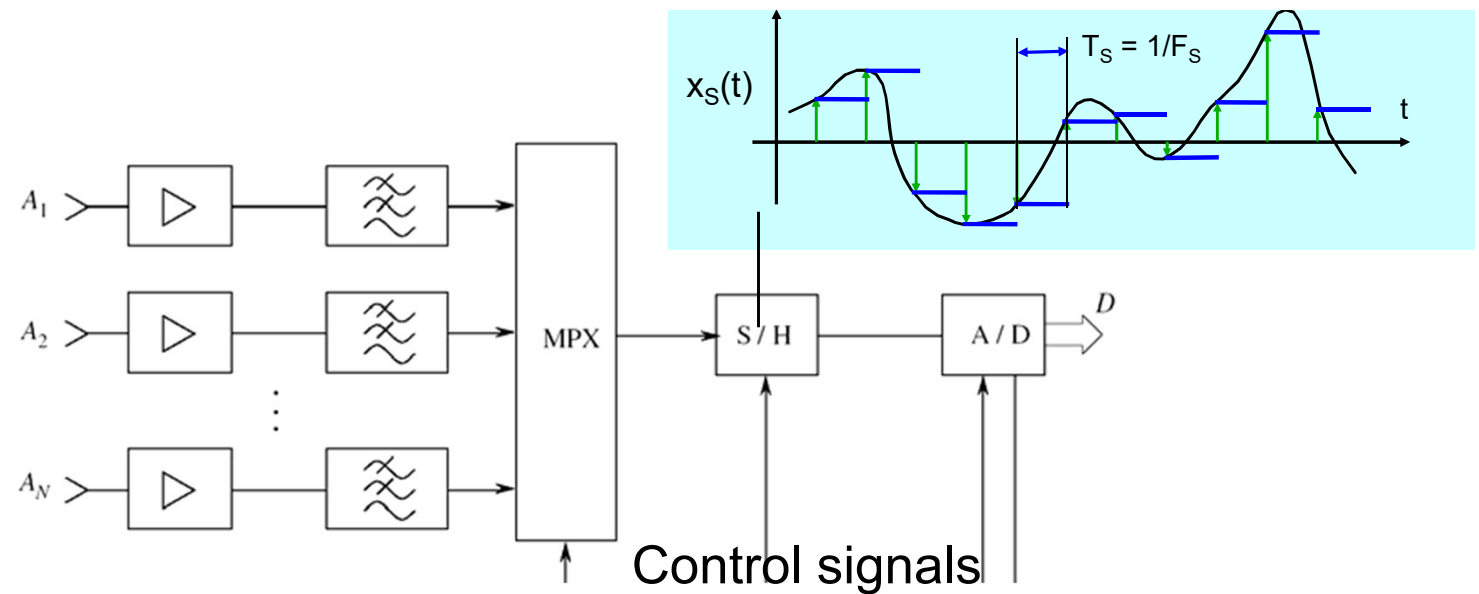 x_S(t)
T_S = 1/F_S
t
A_1
A_2
A_N
MPX
S / H
A / D
D
Control signals